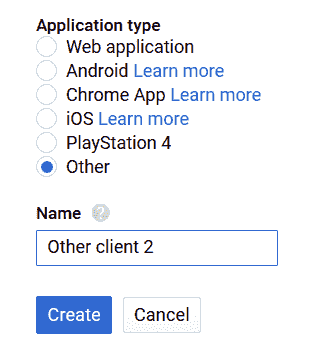 Application type
Web application
Android Learn more
Chrome App Learn more
iOS Learn more
PlayStation 4
Other
Name ?
Other client 2
Create Cancel